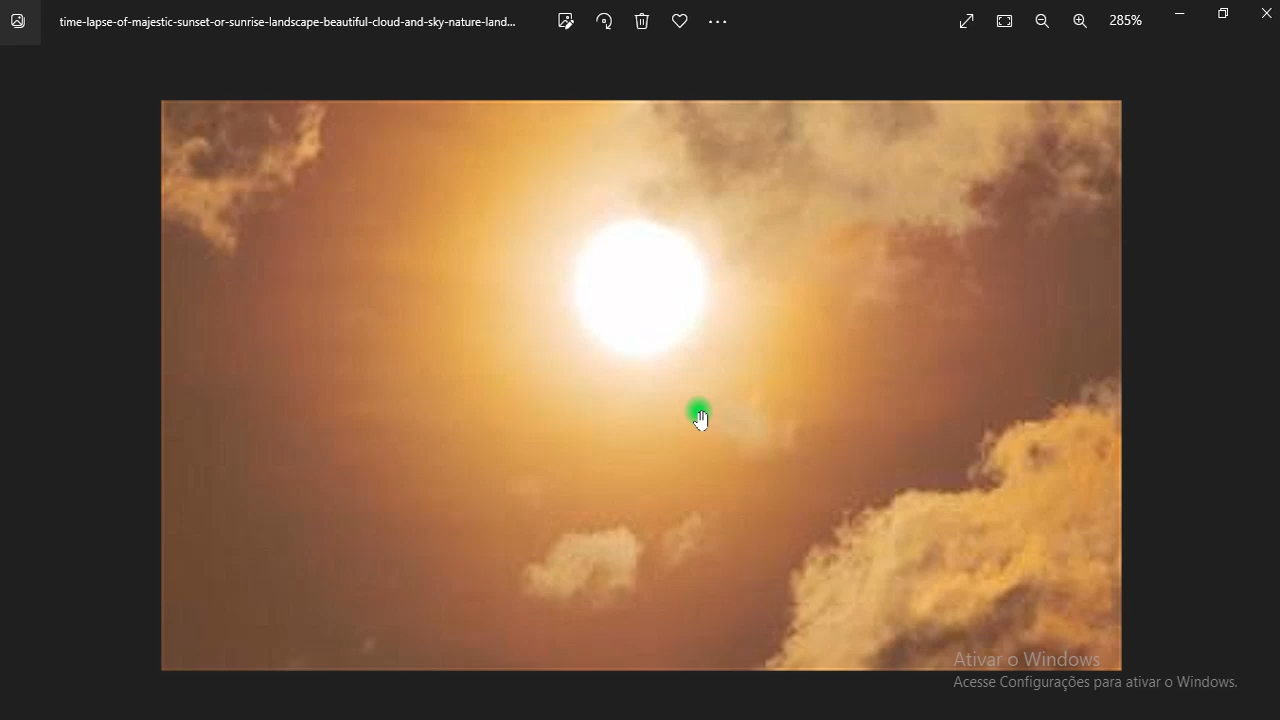 time-lapse-of-majestic-sunset-or-sunrise-landscape-beautiful-cloud-and-sky-nature-land...
285%
Ativar o Windows
Acesse Configurações para ativar o Windows.